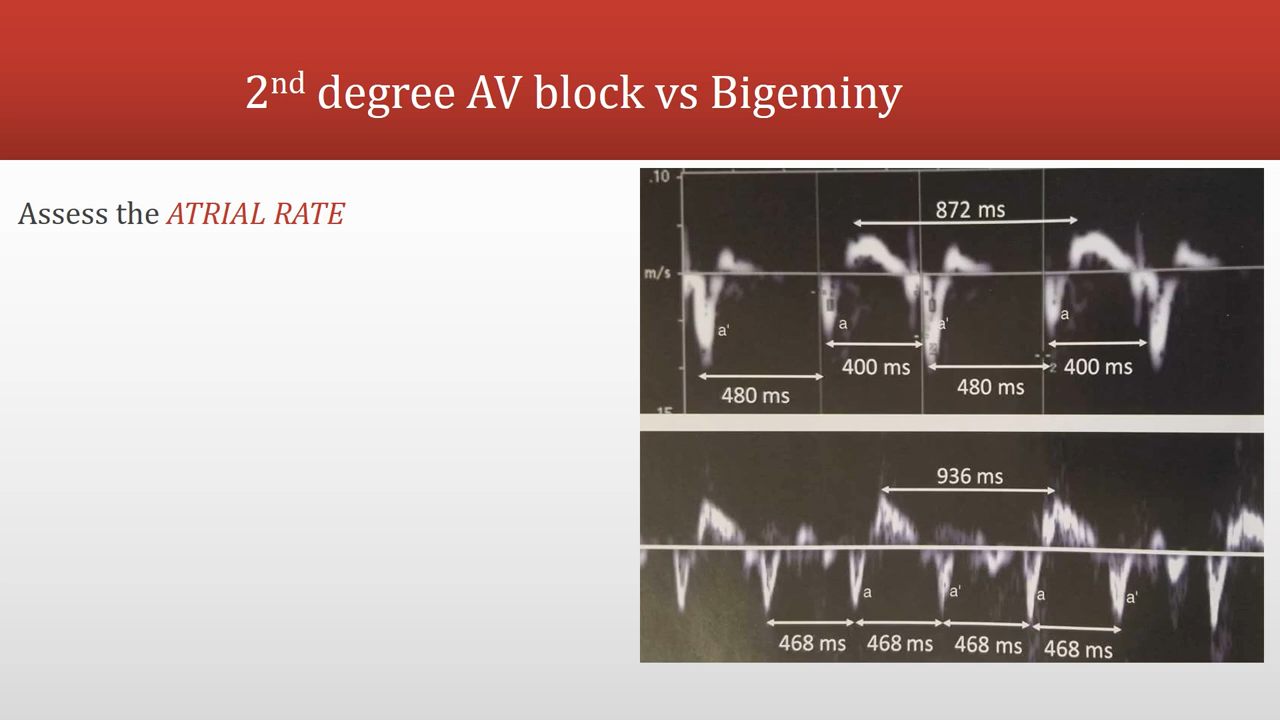 2nd degree AV block vs Bigeminy
Assess the ATRIAL RATE
.10
872 ms
m/s
a'
a
a'
a
400 ms
400 ms
480 ms
480 ms
2
15
936 ms
a
a'
a
a'
468 ms
468 ms
468 ms
468 ms